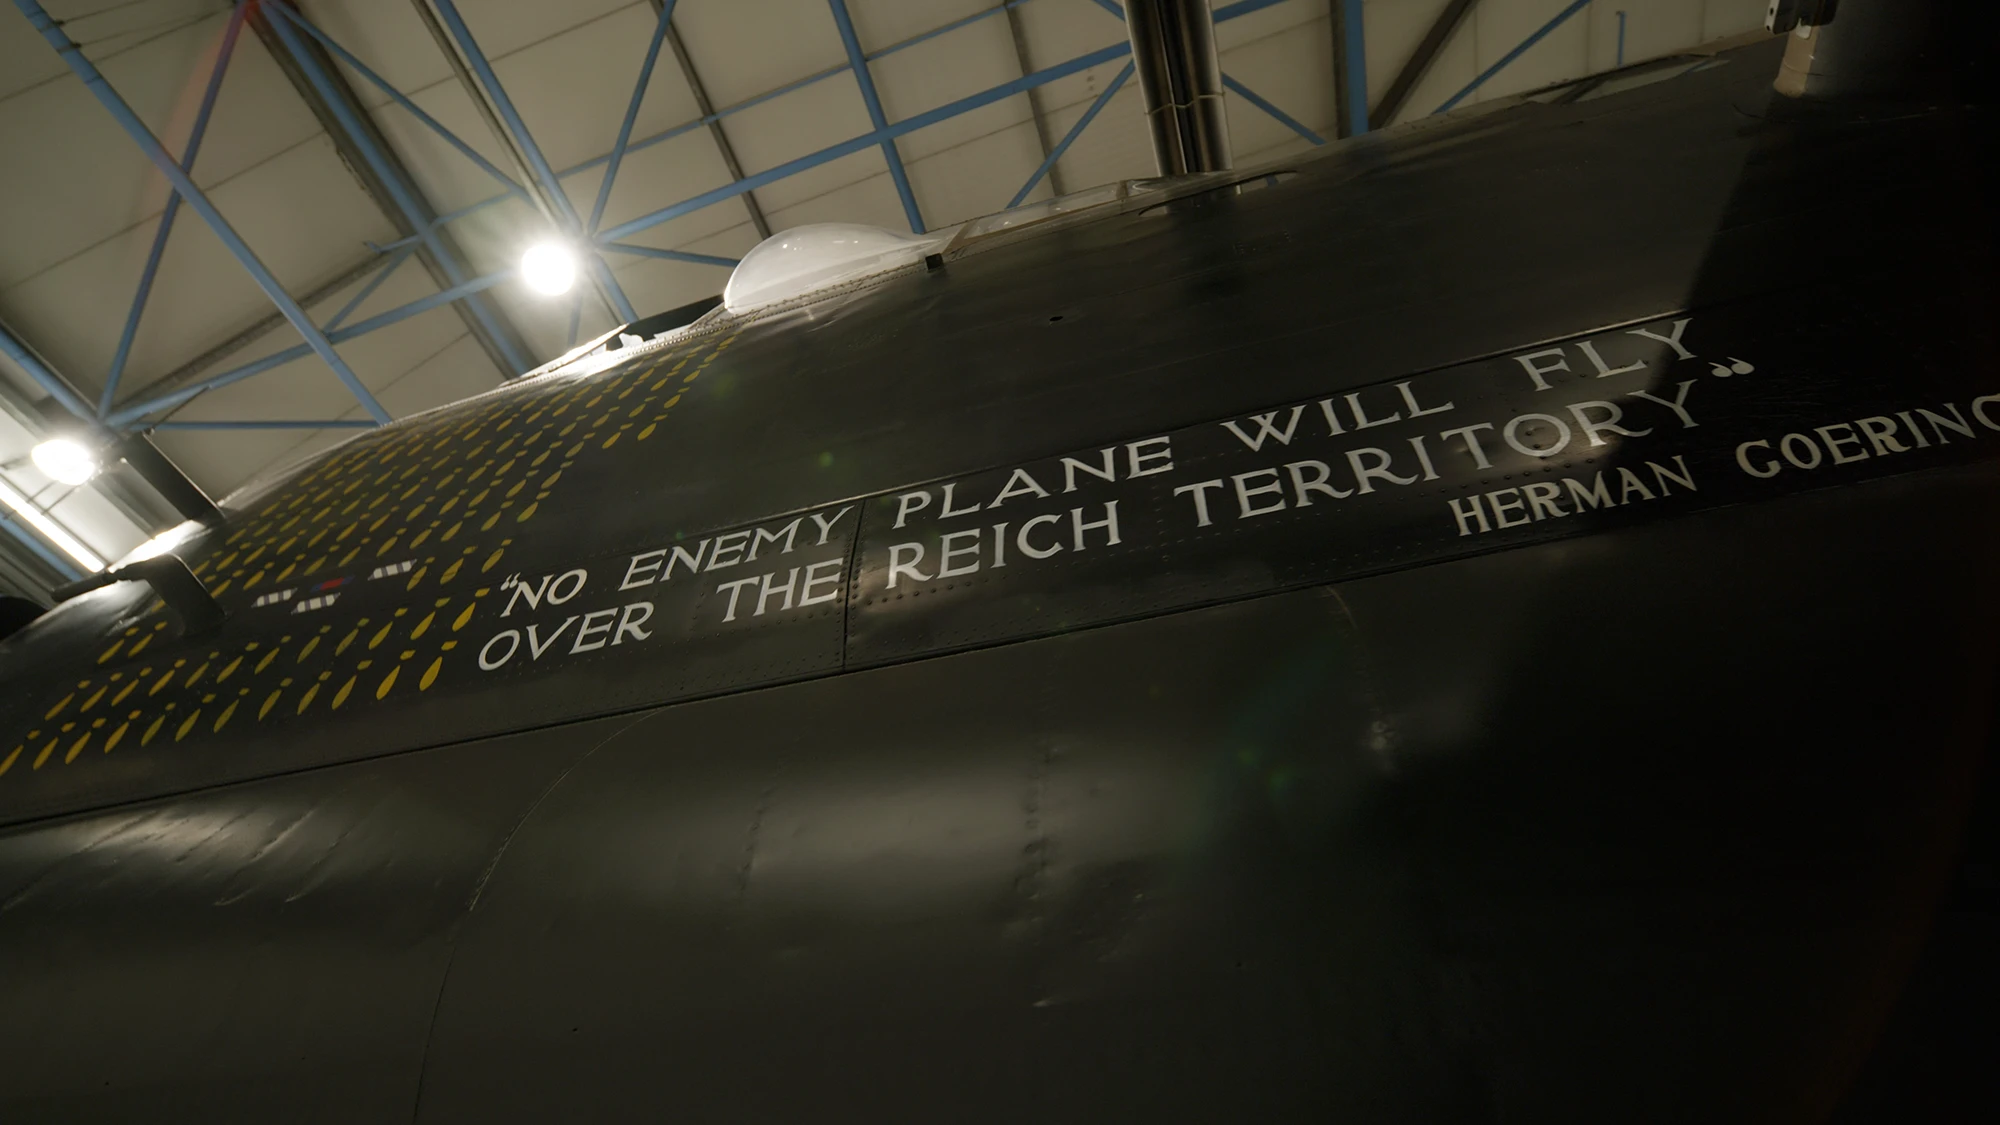 “NO ENEMY PLANE WILL FLY
OVER THE REICH TERRITORY”
HERMAN GOERING